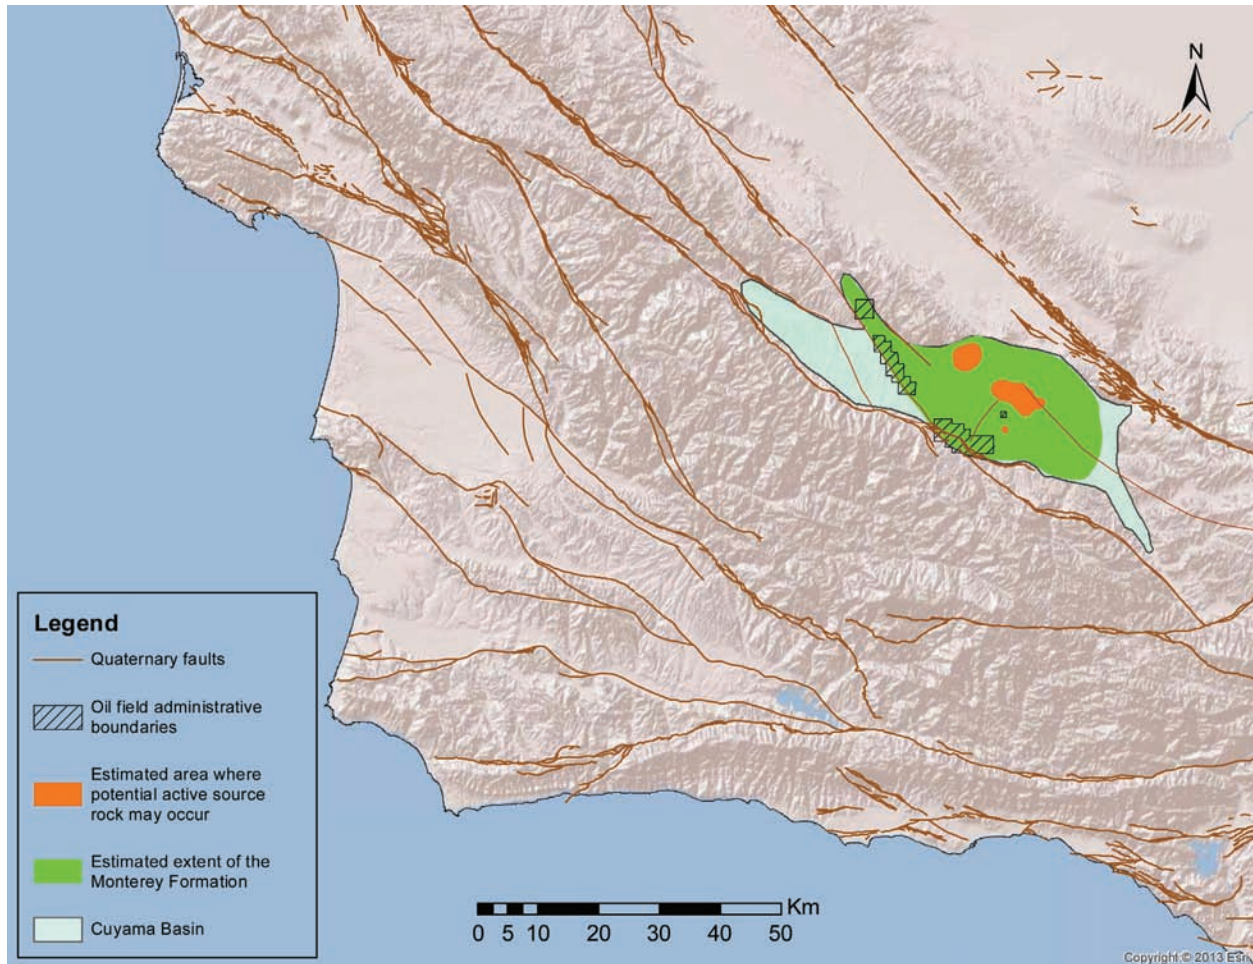 N
Legend
Quaternary faults
Oil field administrative
boundaries
Estimated area where
potential active source
rock may occur
Estimated extent of the
Monterey Formation
Cuyama Basin
Km
0 5 10 20 30 40 50
Copyright:© 2013 Esri